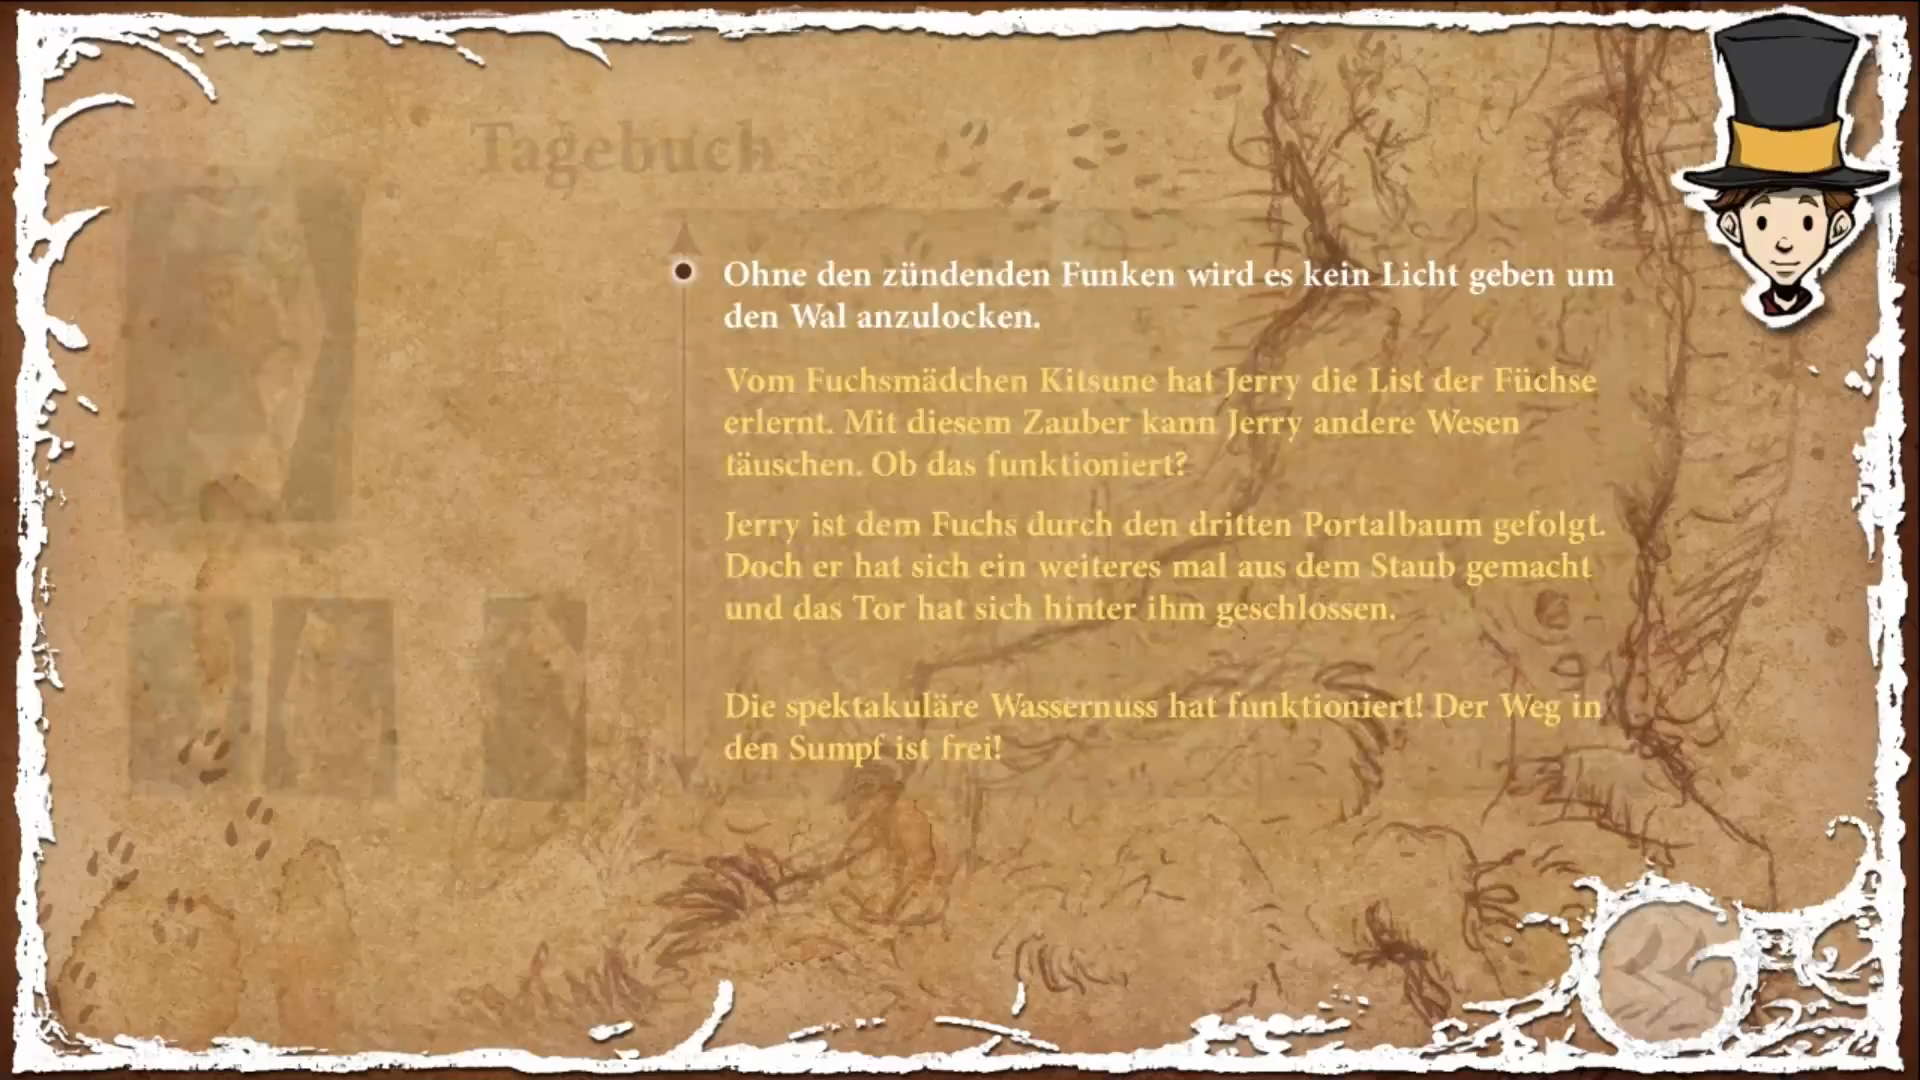 Tagebuch
Ohne den zündenden Funken wird es kein Licht geben um
den Wal anzulocken.
Vom Fuchsmädchen Kitsune hat Jerry die List der Füchse
erlernt. Mit diesem Zauber kann Jerry andere Wesen
täuschen. Ob das funktioniert?
Jerry ist dem Fuchs durch den dritten Portalbaum gefolgt.
Doch er hat sich ein weiteres mal aus dem Staub gemacht
und das Tor hat sich hinter ihm geschlossen.
Die spektakuläre Wassernuss hat funktioniert! Der Weg in
den Sumpf ist frei!